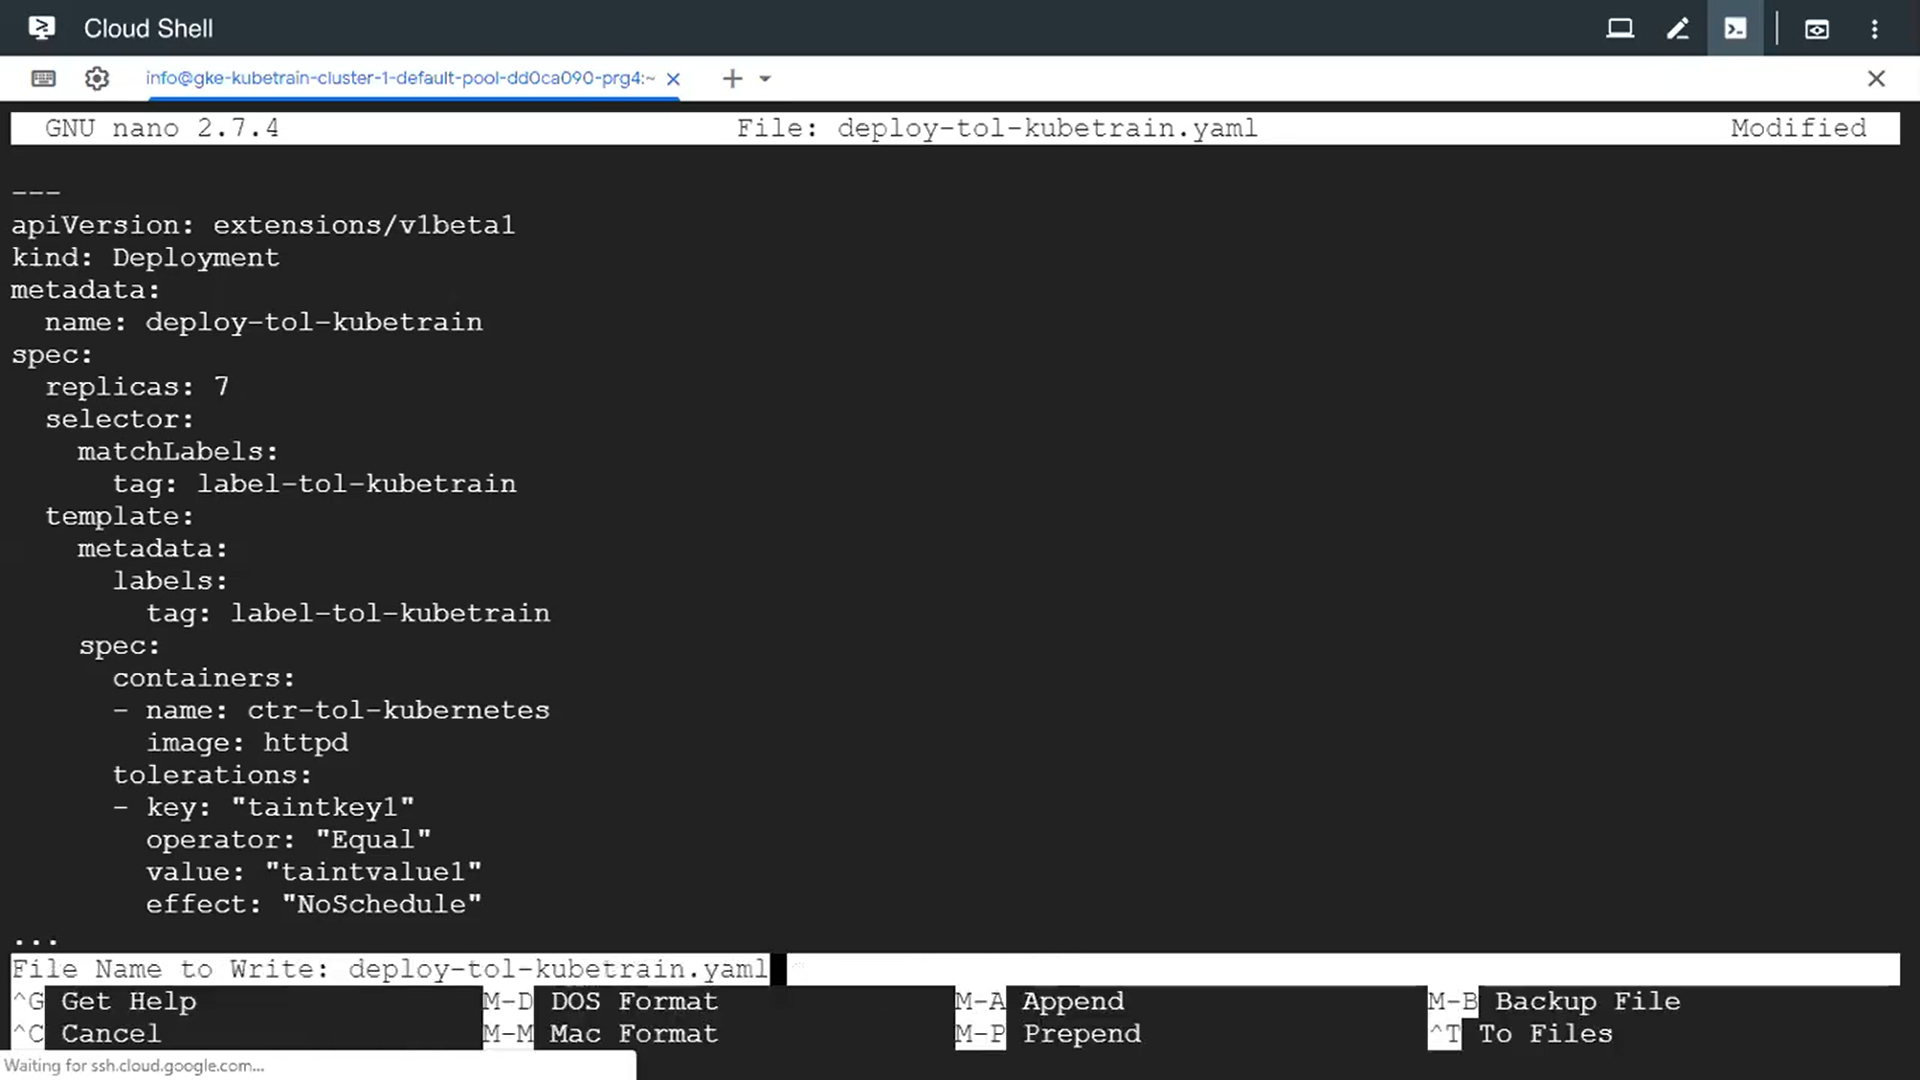 Cloud Shell
info@gke-kubetrain-cluster-1-default-pool-dd0ca090-prg4:~
GNU nano 2.7.4 File: deploy-tol-kubetrain.yaml Modified
---
apiVersion: extensions/v1beta1
kind: Deployment
metadata:
  name: deploy-tol-kubetrain
spec:
  replicas: 7
  selector:
    matchLabels:
      tag: label-tol-kubetrain
  template:
    metadata:
      labels:
        tag: label-tol-kubetrain
    spec:
      containers:
      - name: ctr-tol-kubernetes
        image: httpd
      tolerations:
      - key: "taintkey1"
        operator: "Equal"
        value: "taintvalue1"
        effect: "NoSchedule"
...
File Name to Write: deploy-tol-kubetrain.yaml
^G Get Help M-D DOS Format M-A Append M-B Backup File
^C Cancel M-M Mac Format M-P Prepend ^T To Files
Waiting for ssh.cloud.google.com...